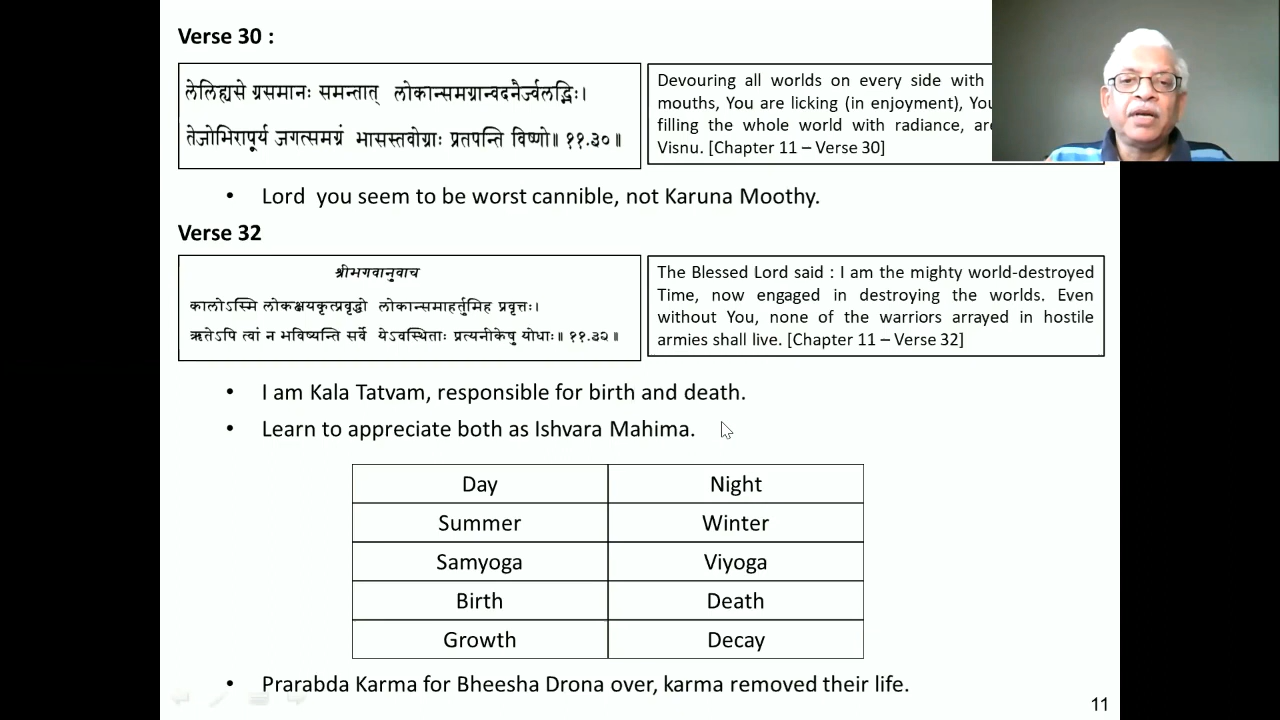 Verse 30 :
लेलिह्यसे ग्रसमानः समन्तात् लोकान्समग्रान्वदनैर्ज्वलद्भिः।
तेजोभिरापूर्य जगत्समग्रं भासस्तवोग्राः प्रतपन्ति विष्णो॥ ११.३०॥
Devouring all worlds on every side with
mouths, You are licking (in enjoyment),
filling the whole world with radiance,
Visnu. [Chapter 11 – Verse 30]
• Lord you seem to be worst cannible, not Karuna Moothy.
Verse 32
श्रीभगवानुवाच
कालोऽस्मि लोकक्षयकृत्प्रवृद्धो लोकान्समाहर्तुमिह प्रवृत्तः।
ऋतेऽपि त्वां न भविष्यन्ति सर्वे येऽवस्थिताः प्रत्यनीकेषु योधाः॥ ११.३२॥
The Blessed Lord said : I am the mighty world-destroyed
Time, now engaged in destroying the worlds. Even
without You, none of the warriors arrayed in hostile
armies shall live. [Chapter 11 – Verse 32]
• I am Kala Tatvam, responsible for birth and death.
• Learn to appreciate both as Ishvara Mahima.
Day Night
Summer Winter
Samyoga Viyoga
Birth Death
Growth Decay
• Prarabda Karma for Bheesha Drona over, karma removed their life.
11